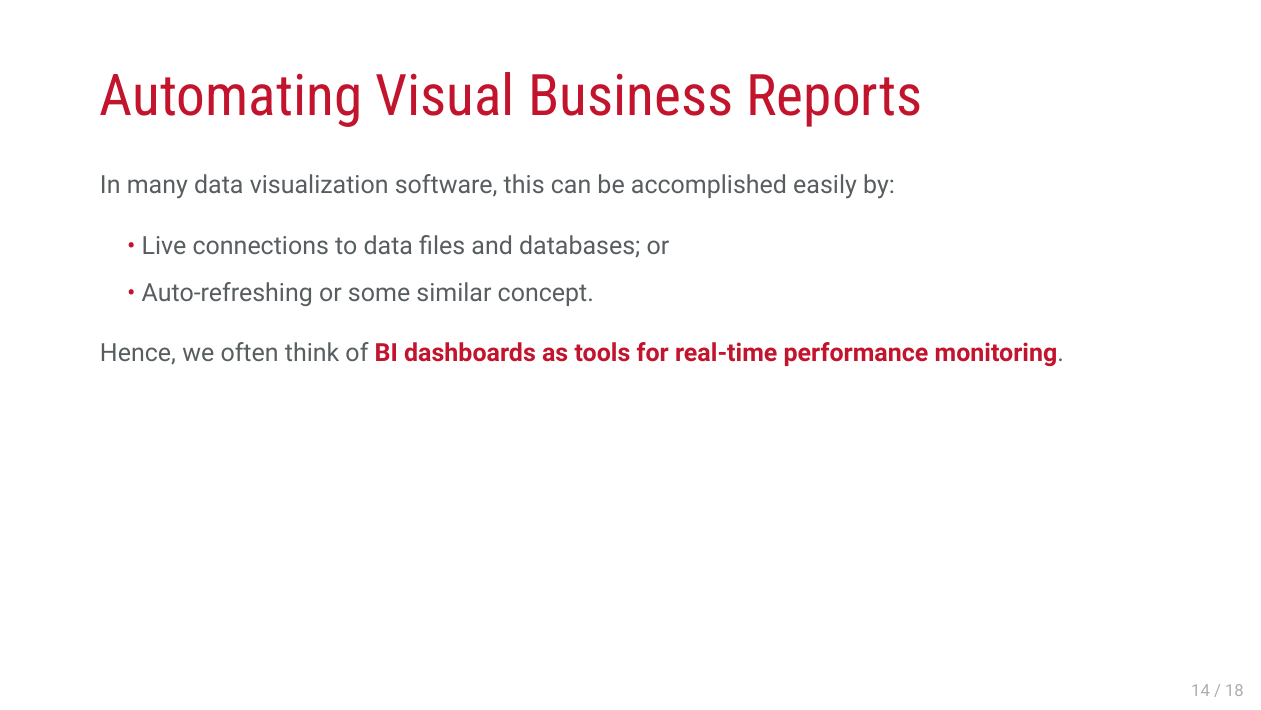 Automating Visual Business Reports
In many data visualization software, this can be accomplished easily by:
• Live connections to data files and databases; or
• Auto-refreshing or some similar concept.
Hence, we often think of BI dashboards as tools for real-time performance monitoring.
14 / 18